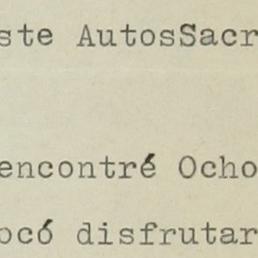 ste AutosSacr
encontré Ocho
ocó disfrutar